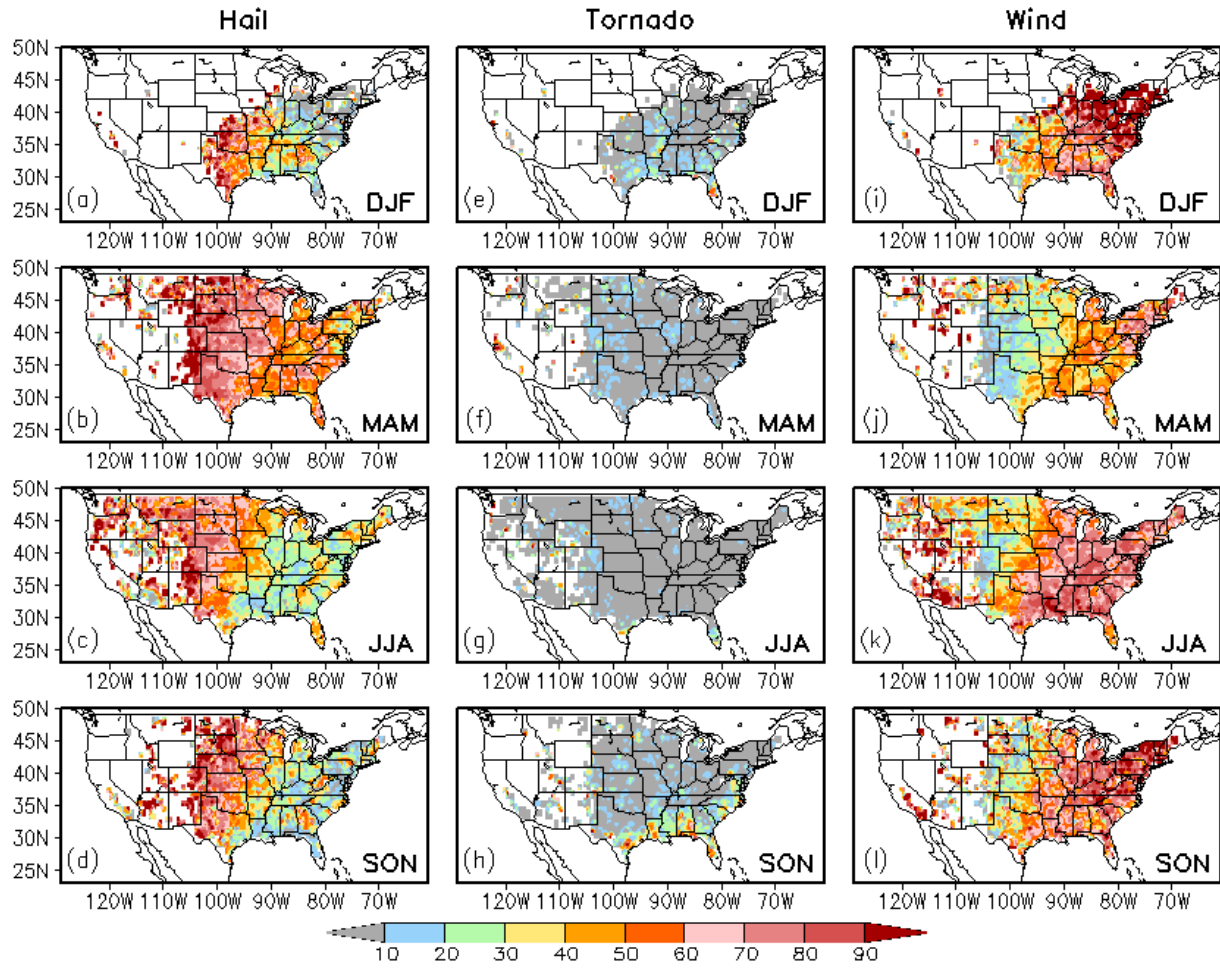 Hail Tornado Wind
50N
45N
40N
35N
30N
25N
(a) DJF (e) DJF (i) DJF
120W 110W 100W 90W 80W 70W 120W 110W 100W 90W 80W 70W 120W 110W 100W 90W 80W 70W
50N
45N
40N
35N
30N
25N
(b) MAM (f) MAM (j) MAM
120W 110W 100W 90W 80W 70W 120W 110W 100W 90W 80W 70W 120W 110W 100W 90W 80W 70W
50N
45N
40N
35N
30N
25N
(c) JJA (g) JJA (k) JJA
120W 110W 100W 90W 80W 70W 120W 110W 100W 90W 80W 70W 120W 110W 100W 90W 80W 70W
50N
45N
40N
35N
30N
25N
(d) SON (h) SON (l) SON
120W 110W 100W 90W 80W 70W 120W 110W 100W 90W 80W 70W 120W 110W 100W 90W 80W 70W
10 20 30 40 50 60 70 80 90